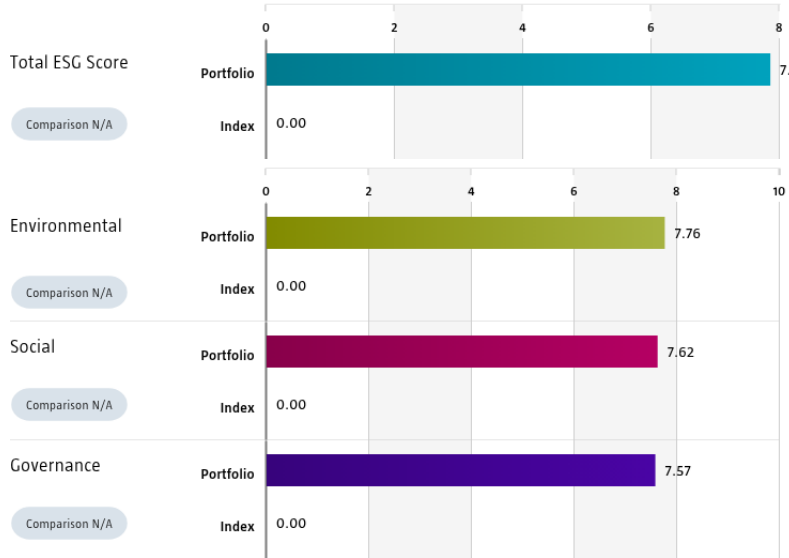 0 2 4 6 8
Total ESG Score
Portfolio 7.
Comparison N/A
Index 0.00
0 2 4 6 8 10
Environmental
Portfolio 7.76
Comparison N/A
Index 0.00
Social
Portfolio 7.62
Comparison N/A
Index 0.00
Governance
Portfolio 7.57
Comparison N/A
Index 0.00